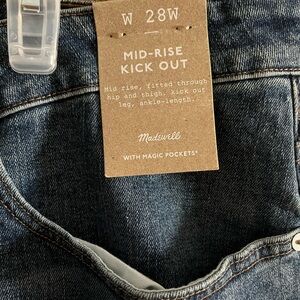 W 28W
MID-RISE
KICK OUT
Mid rise, fitted through
hip and thigh. Kick out
leg, ankle-length.
Madewell
WITH MAGIC POCKETS®